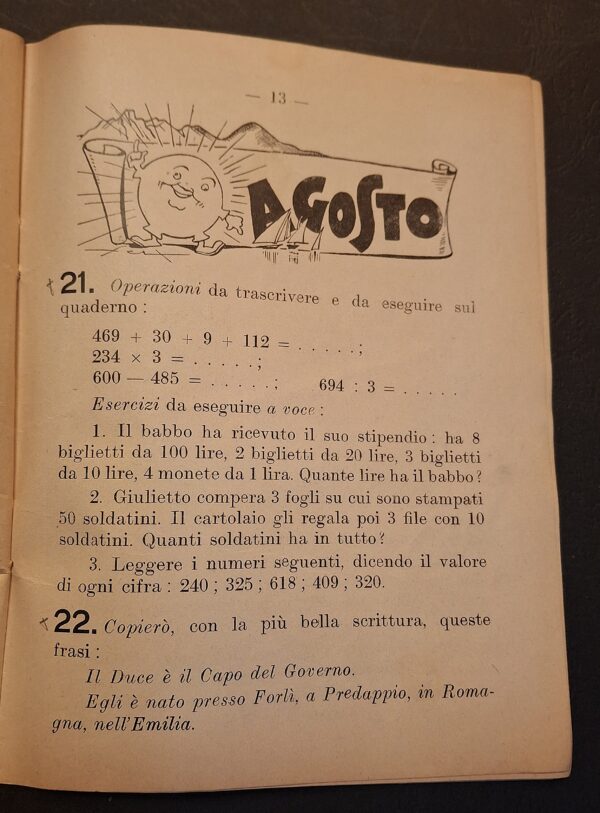 — 13 —
AGOSTO
21. Operazioni da trascrivere e da eseguire sul
quaderno :
469 + 30 + 9 + 112 = . . . . . ;
234 × 3 = . . . . . ;
600 — 485 = . . . . . ; 694 : 3 = . . . . .
Esercizi da eseguire a voce :
1. Il babbo ha ricevuto il suo stipendio : ha 8
biglietti da 100 lire, 2 biglietti da 20 lire, 3 biglietti
da 10 lire, 4 monete da 1 lira. Quante lire ha il babbo ?
2. Giulietto compera 3 fogli su cui sono stampati
50 soldatini. Il cartolaio gli regala poi 3 file con 10
soldatini. Quanti soldatini ha in tutto ?
3. Leggere i numeri seguenti, dicendo il valore
di ogni cifra : 240 ; 325 ; 618 ; 409 ; 320.
22. Copierò, con la più bella scrittura, queste
frasi :
Il Duce è il Capo del Governo.
Egli è nato presso Forlì, a Predappio, in Roma-
gna, nell'Emilia.